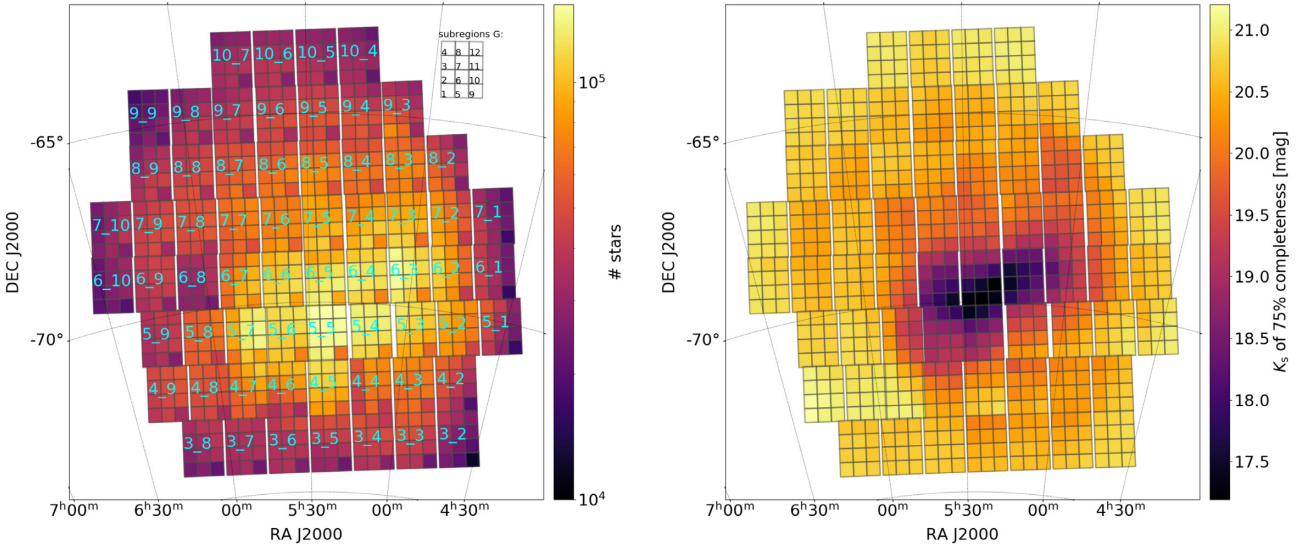 subregions G:
4 8 12
3 7 11
2 6 10
1 5 9
10_7 10_6 10_5 10_4
9_9 9_8 9_7 9_6 9_5 9_4 9_3
8_9 8_8 8_7 8_6 8_5 8_4 8_3 8_2
7_10 7_9 7_8 7_7 7_6 7_5 7_4 7_3 7_2 7_1
6_10 6_9 6_8 6_7 6_6 6_5 6_4 6_3 6_2 6_1
5_9 5_8 5_7 5_6 5_5 5_4 5_3 5_2 5_1
4_9 4_8 4_7 4_6 4_5 4_4 4_3 4_2
3_8 3_7 3_6 3_5 3_4 3_3 3_2
-65°
-70°
DEC J2000
7ʰ00ᵐ 6ʰ30ᵐ 00ᵐ 5ʰ30ᵐ 00ᵐ 4ʰ30ᵐ
RA J2000
10⁵
10⁴
# stars
-65°
-70°
DEC J2000
7ʰ00ᵐ 6ʰ30ᵐ 00ᵐ 5ʰ30ᵐ 00ᵐ 4ʰ30ᵐ
RA J2000
21.0
20.5
20.0
19.5
19.0
18.5
18.0
17.5
Kₛ of 75% completeness [mag]